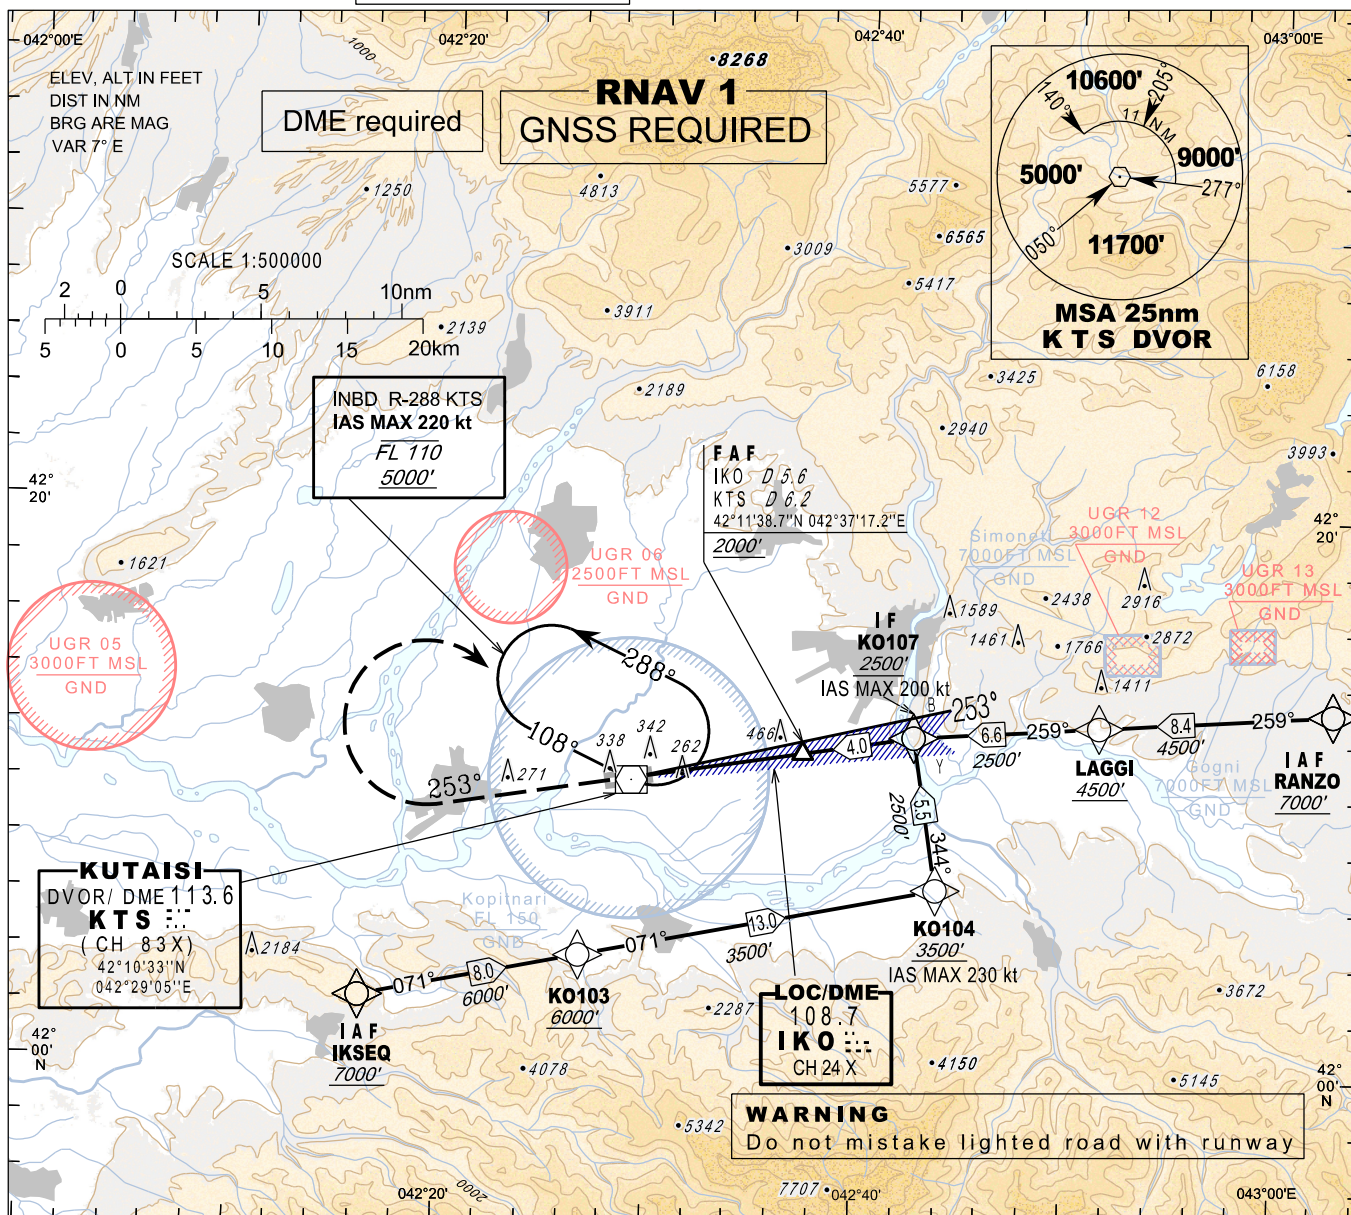 042°00'E
042°20'
042°40'
043°00'E
ELEV, ALT IN FEET
DIST IN NM
BRG ARE MAG
VAR 7° E
1000
DME required
RNAV 1
GNSS REQUIRED
8268
10600'
140°
205°
11 NM
9000'
5000'
277°
050°
11700'
MSA 25nm
KTS DVOR
1250
4813
5577
6565
3009
5417
SCALE 1:500000
2 0 5 10nm
5 0 5 10 15 20km
2139
3911
2189
3425
6158
2940
3993
INBD R-288 KTS
IAS MAX 220 kt
FL 110
5000'
FAF
IKO D 5.6
KTS D 6.2
42°11'38.7"N 042°37'17.2"E
2000'
42°
20'
42°
20'
1621
UGR 06
2500FT MSL
GND
Simoneti
7000FT MSL
GND
UGR 12
3000FT MSL
GND
UGR 13
3000FT MSL
GND
UGR 05
3000FT MSL
GND
1589
2438
2916
1461
1766
2872
1411
IF
KO107
2500'
IAS MAX 200 kt
288°
108°
253°
B
253°
Y
338
342
262
466
271
4.0
6.6
259°
2500'
8.4
259°
4500'
LAGGI
4500'
Gogni
7000FT MSL
GND
IAF
RANZO
7000'
5.5
2500'
344°
KUTAISI
DVOR/ DME 113.6
KTS
(CH 83X)
42°10'33"N
042°29'05"E
Kopitnari
FL 150
GND
2184
071°
8.0
6000'
KO103
6000'
071°
13.0
3500'
KO104
3500'
IAS MAX 230 kt
IAF
IKSEQ
7000'
LOC/DME
108.7
IKO
CH 24 X
2287
3672
4078
4150
5145
5342
42°
00'
N
42°
00'
N
WARNING
Do not mistake lighted road with runway
7707
2000
042°20'
042°40'
043°00'E